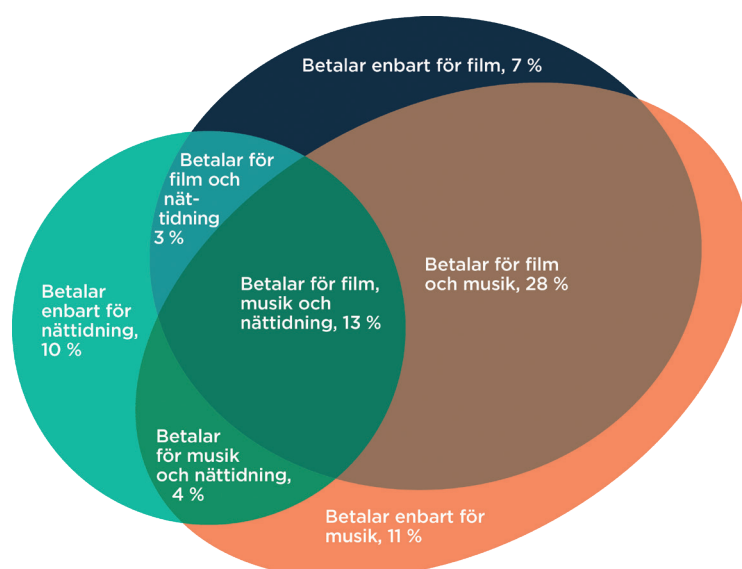 Betalar enbart för film, 7 %
Betalar för
film och
nät-
tidning
3 %
Betalar för film
och musik, 28 %
Betalar för film,
musik och
nättidning, 13 %
Betalar
enbart för
nättidning,
10 %
Betalar
för musik
och nättidning,
4 %
Betalar enbart för
musik, 11 %